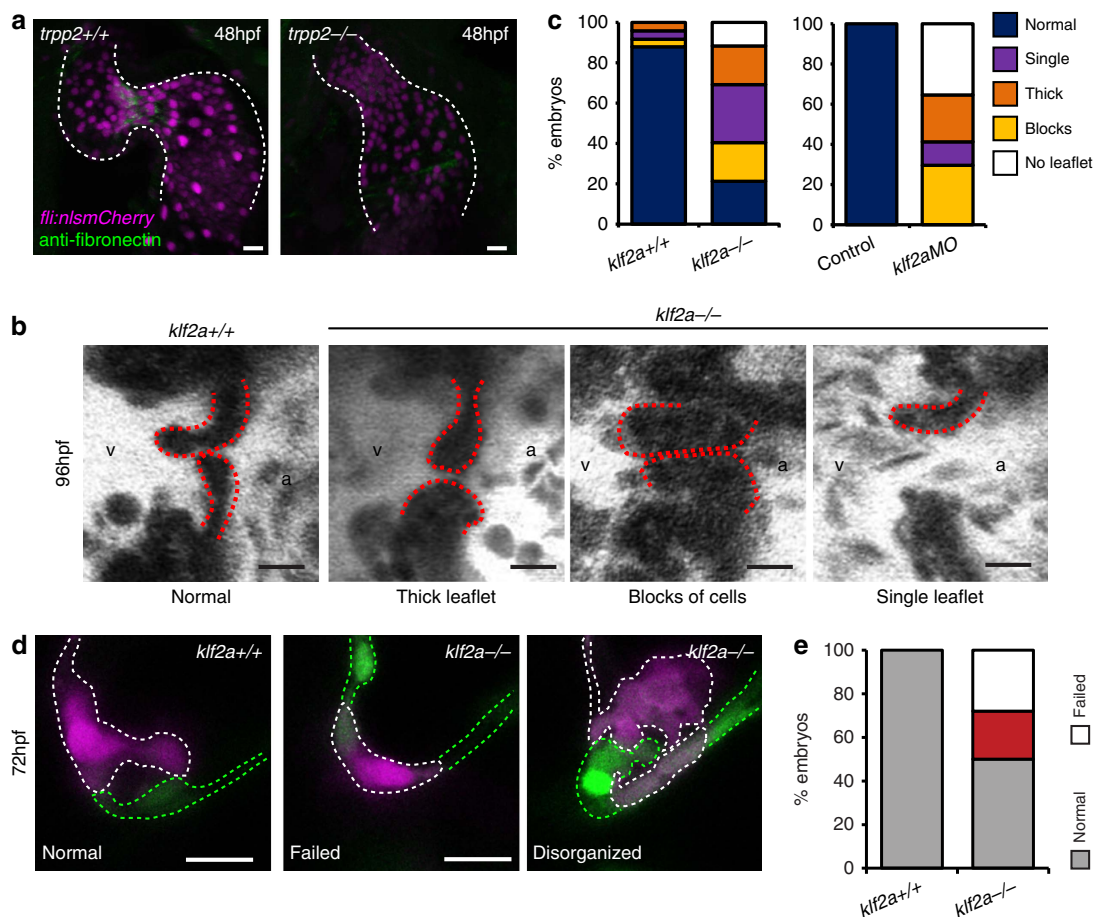 a
trpp2+/+ 48hpf
trpp2–/– 48hpf
fli:nlsmCherry
anti-fibronectin
c
% embryos
100
80
60
40
20
0
klf2a+/+
klf2a–/–
100
80
60
40
20
0
Control
klf2aMO
Normal
Single
Thick
Blocks
No leaflet
b
klf2a+/+
klf2a–/–
96hpf
v
a
v
a
v
a
v
a
Normal
Thick leaflet
Blocks of cells
Single leaflet
d
72hpf
klf2a+/+
Normal
klf2a–/–
Failed
klf2a–/–
Disorganized
e
% embryos
100
80
60
40
20
0
klf2a+/+
klf2a–/–
Failed
Normal